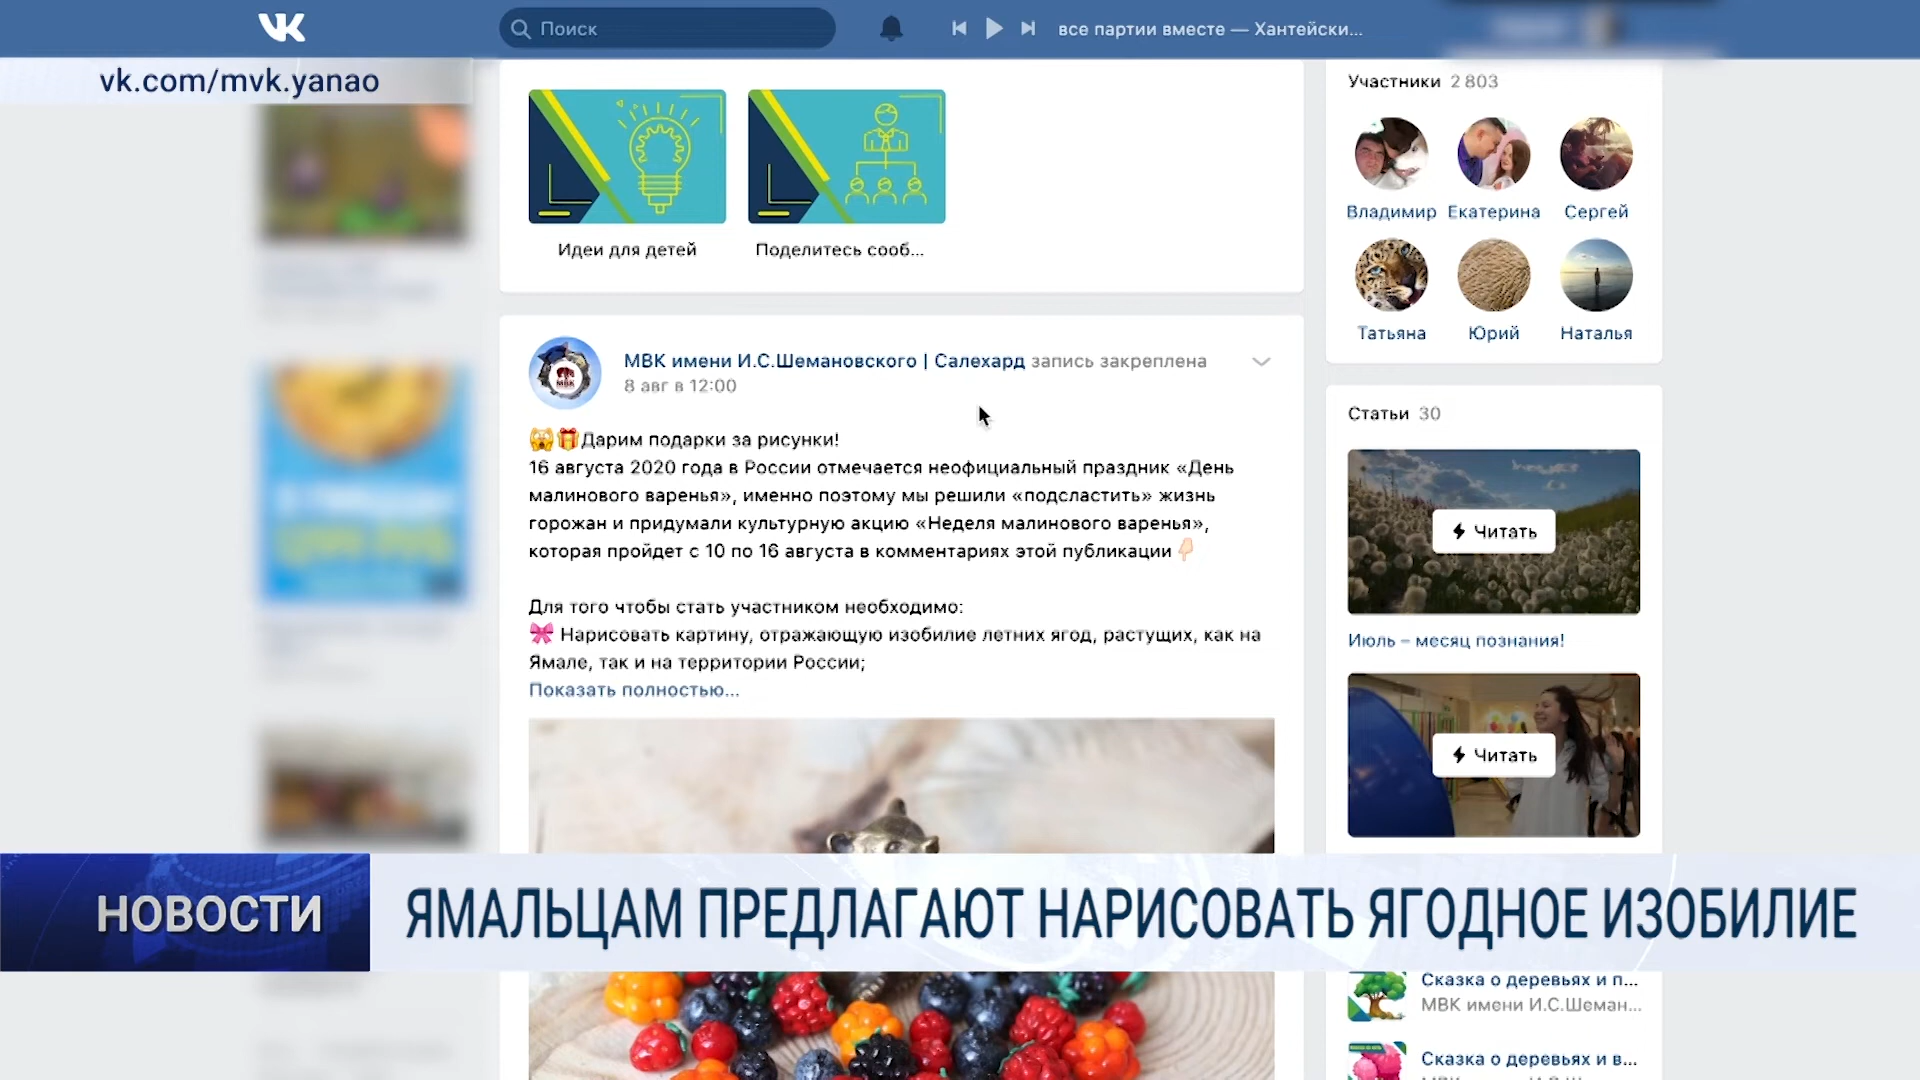 Поиск
все партии вместе — Хантейски...
vk.com/mvk.yanao
Идеи для детей
Поделитесь сооб...
МВК имени И.С.Шемановского | Салехард запись закреплена
8 авг в 12:00
МВК
Дарим подарки за рисунки!
16 августа 2020 года в России отмечается неофициальный праздник «День
малинового варенья», именно поэтому мы решили «подсластить» жизнь
горожан и придумали культурную акцию «Неделя малинового варенья»,
которая пройдет с 10 по 16 августа в комментариях этой публикации
Для того чтобы стать участником необходимо:
Нарисовать картину, отражающую изобилие летних ягод, растущих, как на
Ямале, так и на территории России;
Показать полностью...
Участники 2 803
Владимир Екатерина Сергей
Татьяна Юрий Наталья
Статьи 30
Читать
Июль – месяц познания!
Читать
НОВОСТИ
ЯМАЛЬЦАМ ПРЕДЛАГАЮТ НАРИСОВАТЬ ЯГОДНОЕ ИЗОБИЛИЕ
Сказка о деревьях и п...
МВК имени И.С.Шеман...
Сказка о деревьях и в...